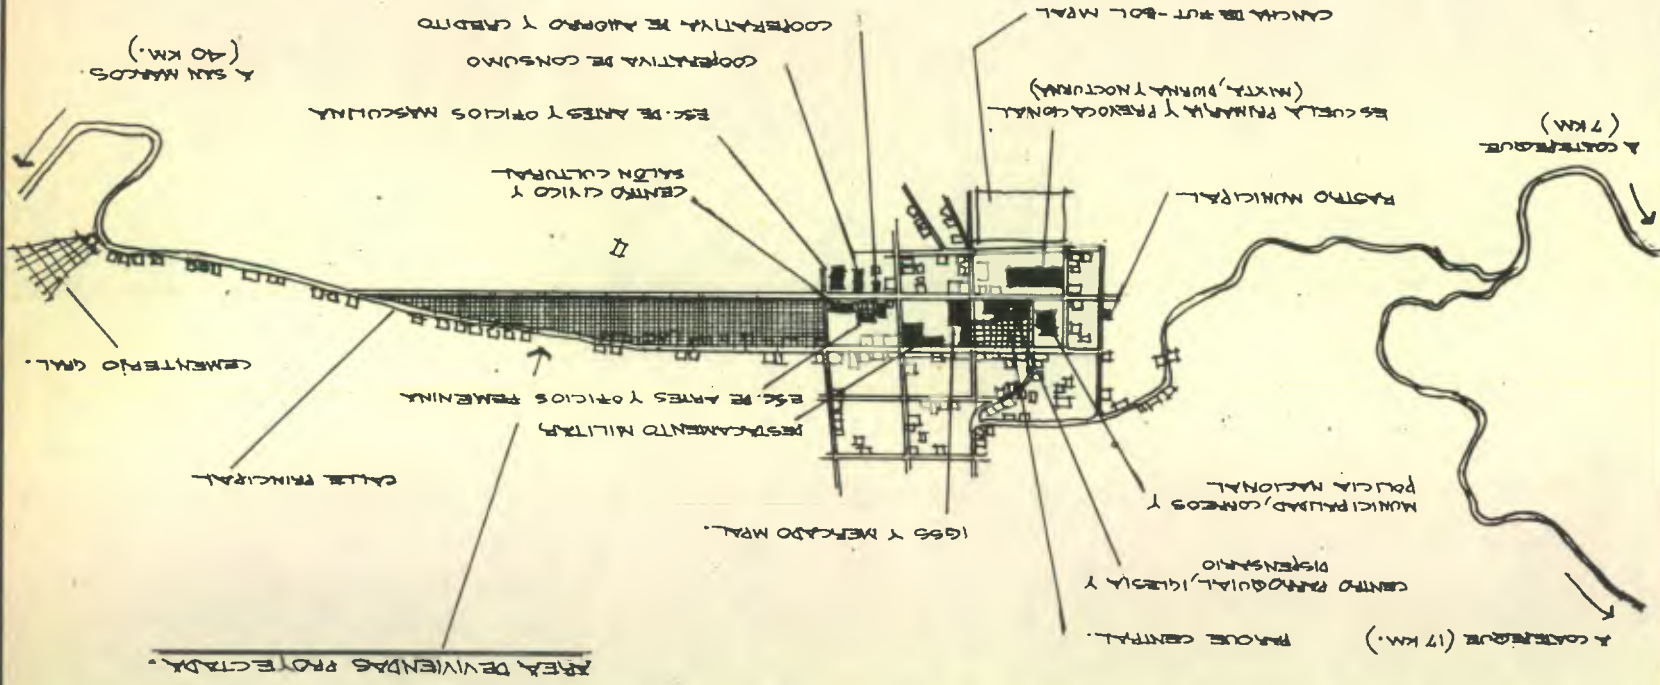 AREA DE VIVIENDAS PROYECTADA.
A COATEPEQUE (17 KM.)
PARQUE CENTRAL.
CENTRO PARROQUIAL, IGLESIA Y
DISPENSARIO
IGSS Y MERCADO MPAL.
MUNICIPALIDAD, CORREOS Y
POLICIA NACIONAL
CALLE PRINCIPAL
DESTACAMENTO MILITAR
ESC. DE ARTES Y OFICIOS FEMENINA
CEMENTERIO GRAL.
RASTRO MUNICIPAL
CENTRO CIVICO Y
SALÓN CULTURAL
A COATEPEQUE
(7 KM)
ESCUELA PRIMARIA Y PREVOCACIONAL
(MIXTA, DIURNA Y NOCTURNA)
ESC. DE ARTES Y OFICIOS MASCULINA
A SAN MARCOS
(40 KM.)
COOPERATIVA DE CONSUMO
CANCHA DE FUT-BOL MPAL
COOPERATIVA DE AHORRO Y CREDITO